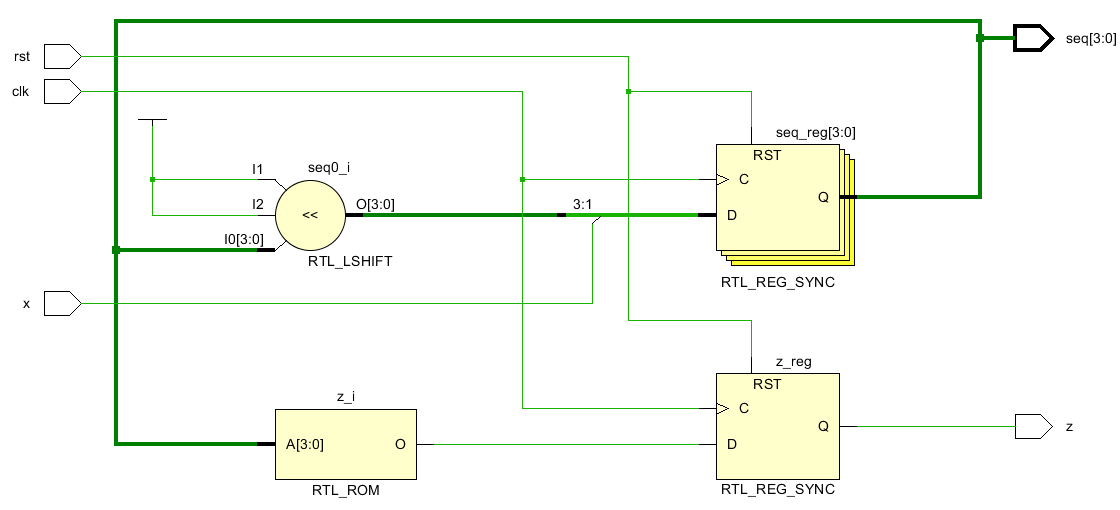 rst
seq[3:0]
clk
seq_reg[3:0]
RST
I1
seq0_i
C
Q
I2
<<
O[3:0]
3:1
D
I0[3:0]
RTL_LSHIFT
RTL_REG_SYNC
x
z_reg
RST
z_i
C
Q
z
A[3:0]
O
D
RTL_ROM
RTL_REG_SYNC